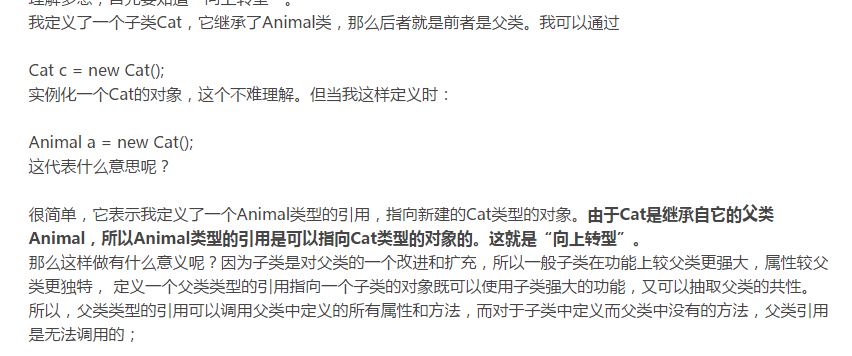 理解多态，首先要知道“向上转型”。
我定义了一个子类Cat，它继承了Animal类，那么后者就是前者是父类。我可以通过
Cat c = new Cat();
实例化一个Cat的对象，这个不难理解。但当我这样定义时：
Animal a = new Cat();
这代表什么意思呢？
很简单，它表示我定义了一个Animal类型的引用，指向新建的Cat类型的对象。由于Cat是继承自它的父类
Animal，所以Animal类型的引用是可以指向Cat类型的对象的。这就是“向上转型”。
那么这样做有什么意义呢？因为子类是对父类的一个改进和扩充，所以一般子类在功能上较父类更强大，属性较父
类更独特， 定义一个父类类型的引用指向一个子类的对象既可以使用子类强大的功能，又可以抽取父类的共性。
所以，父类类型的引用可以调用父类中定义的所有属性和方法，而对于子类中定义而父类中没有的方法，父类引用
是无法调用的；